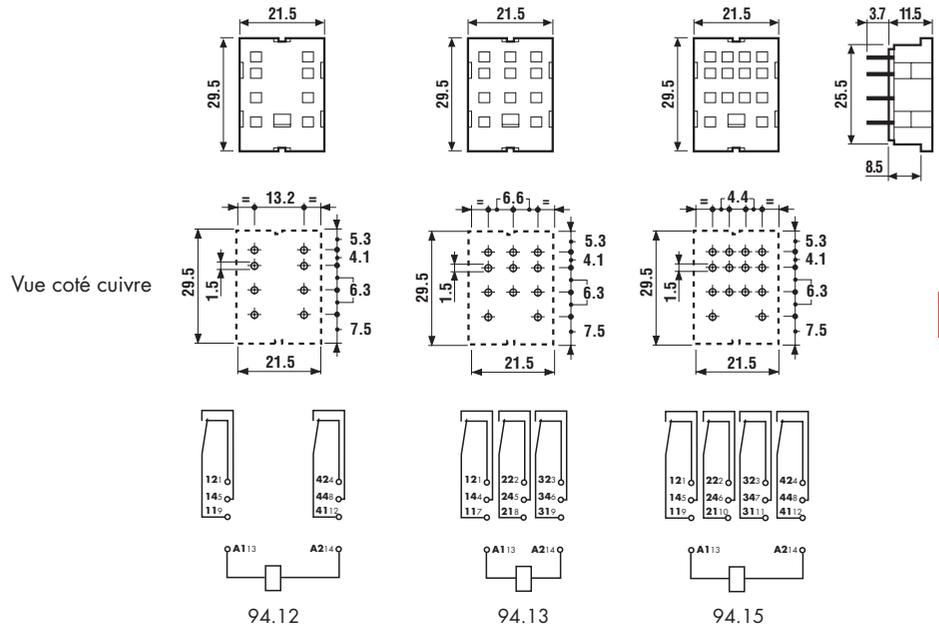 21.5 21.5 21.5 3.7 11.5
29.5 29.5 29.5 25.5
8.5
= 13.2 = = 6.6 = = 4.4 =
5.3 5.3 5.3
4.1 4.1 4.1
Vue coté cuivre 29.5 1.5 6.3 29.5 1.5 6.3 29.5 1.5 6.3
7.5 7.5 7.5
21.5 21.5 21.5
121 424 121 222 323 121 222 323 424
145 448 144 245 346 145 246 347 448
119 4112 117 218 319 119 2110 3111 4112
A113 A214 A113 A214 A113 A214
94.12 94.13 94.15